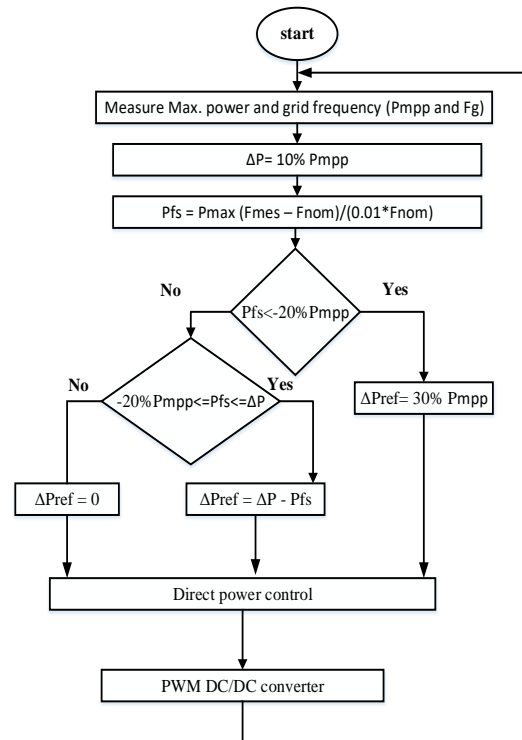 start
Measure Max. power and grid frequency (Pmpp and Fg)
ΔP= 10% Pmpp
Pfs = Pmax (Fmes – Fnom)/(0.01*Fnom)
No
Yes
Pfs<-20%Pmpp
No
Yes
-20%Pmpp<=Pfs<=ΔP
ΔPref= 30% Pmpp
ΔPref = 0
ΔPref = ΔP - Pfs
Direct power control
PWM DC/DC converter